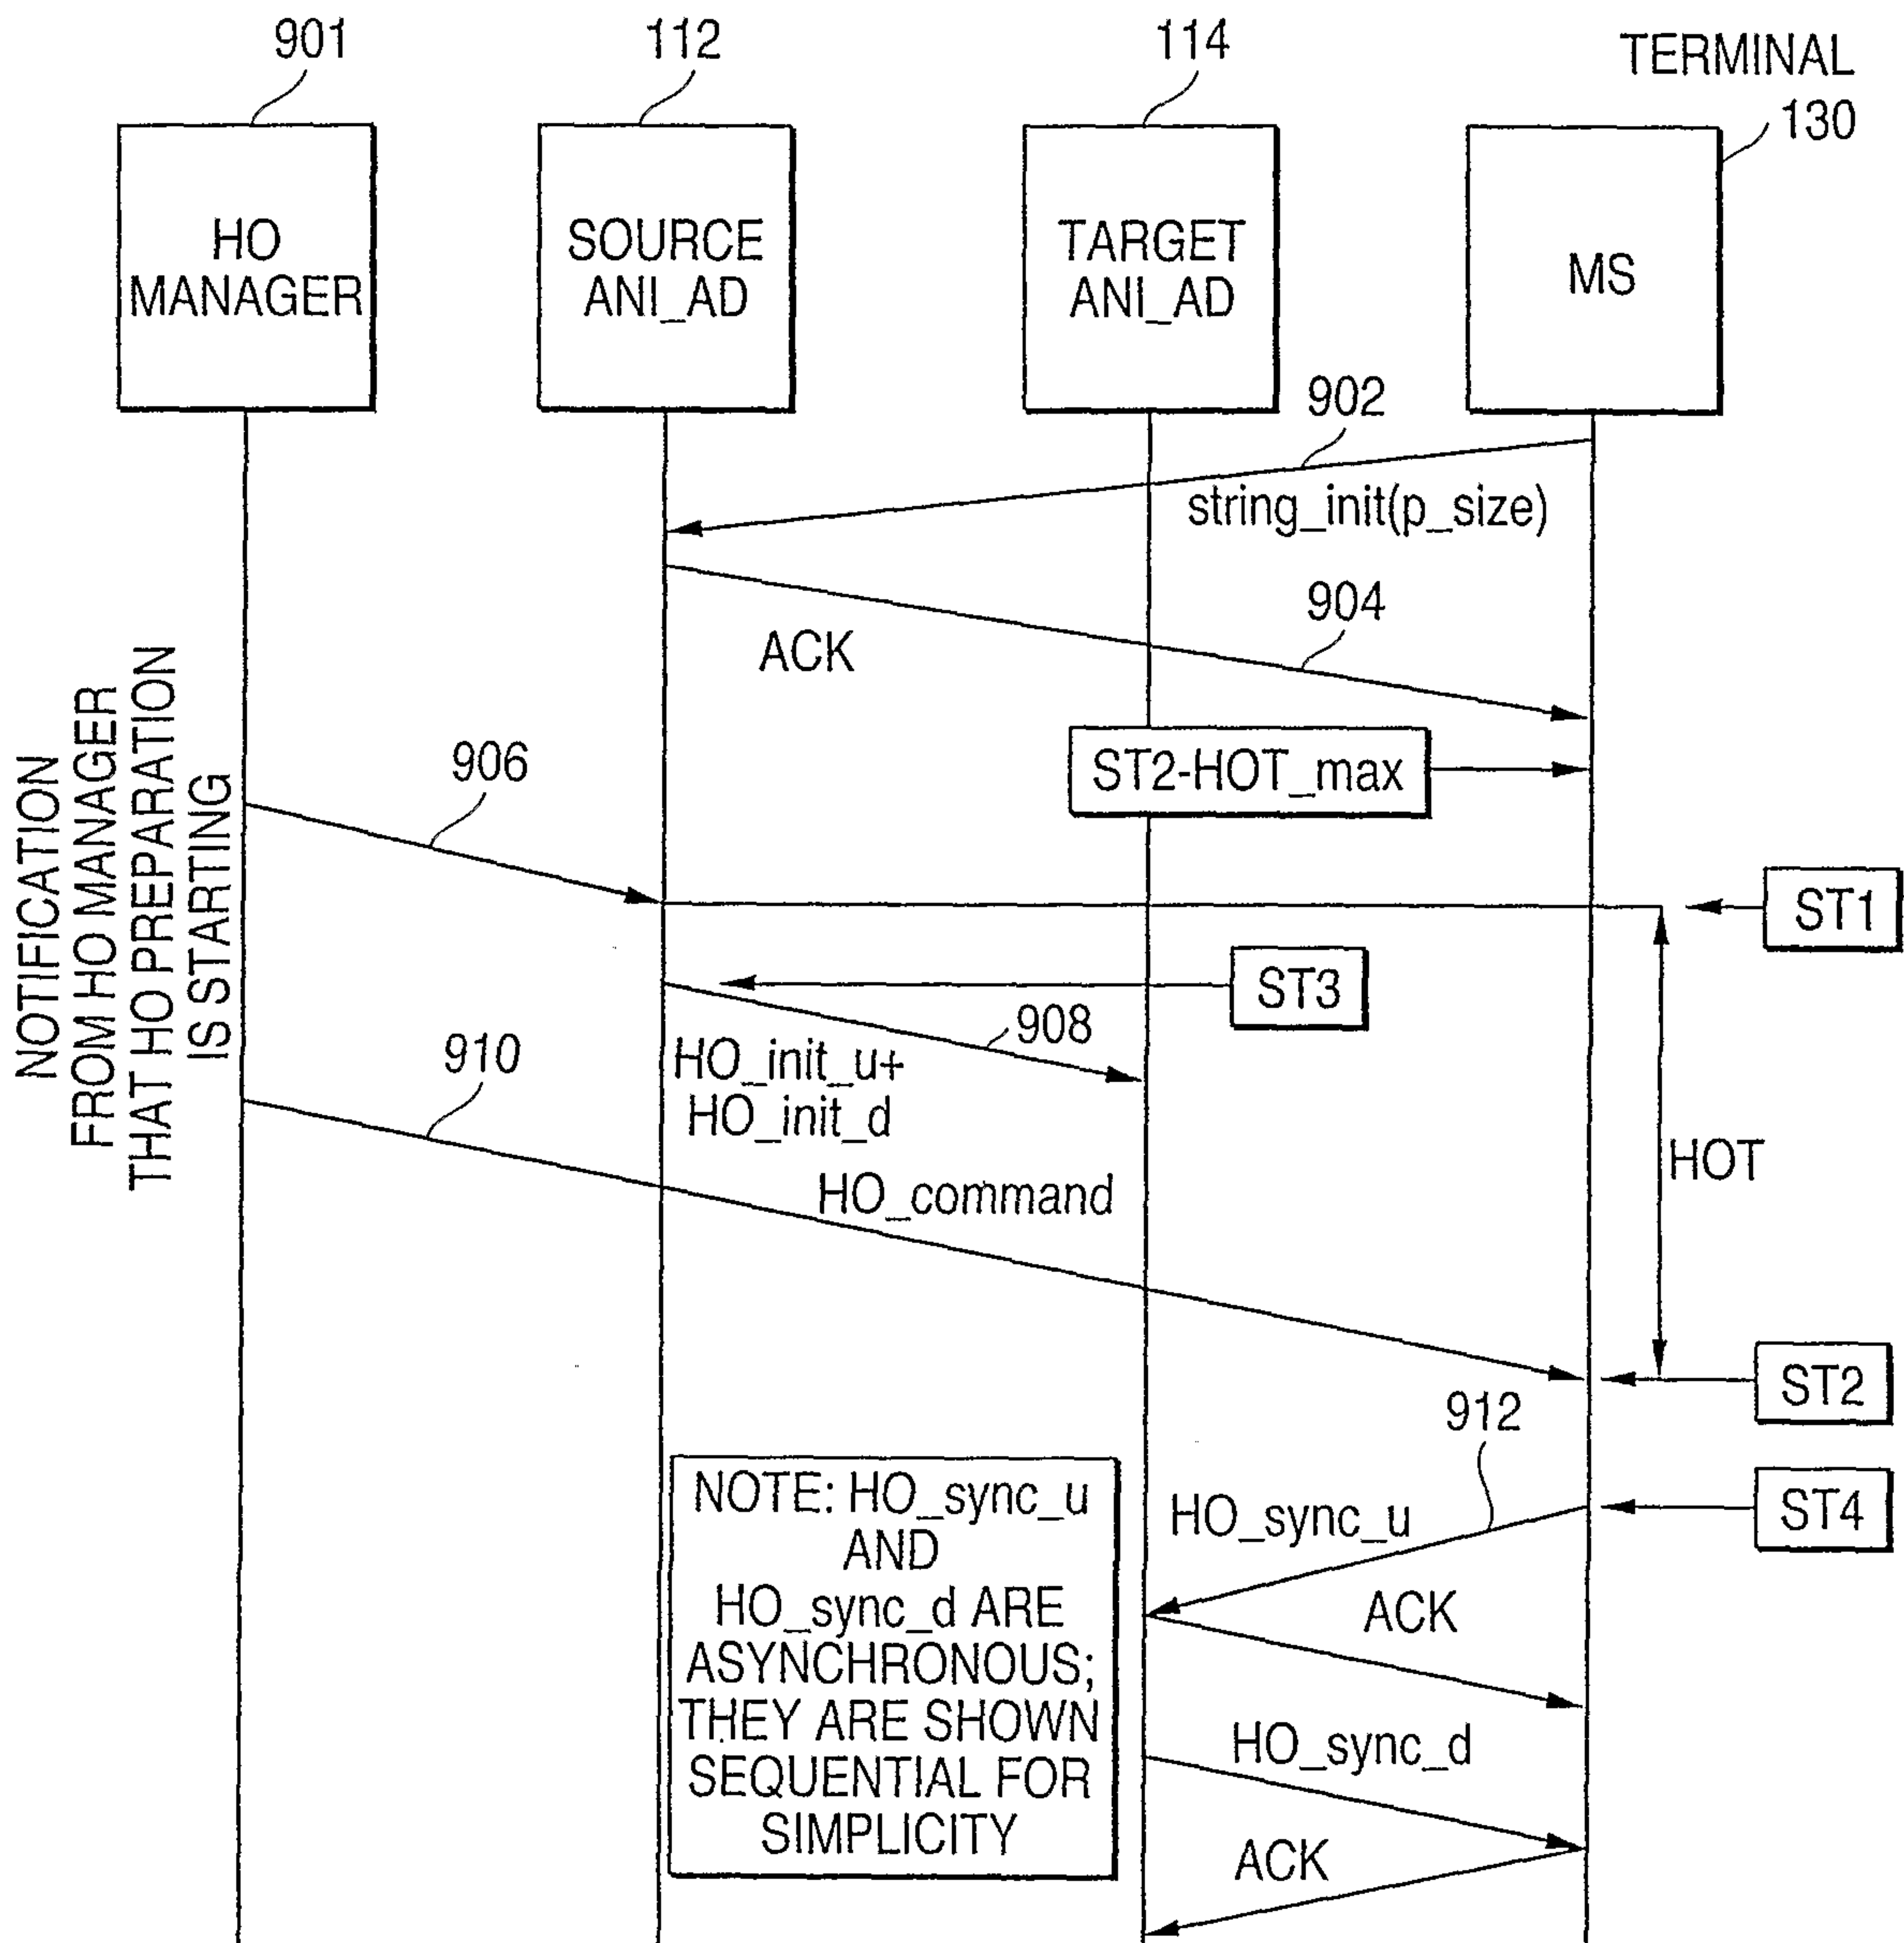 901
112
114
TERMINAL
130
HO
MANAGER
SOURCE
ANI_AD
TARGET
ANI_AD
MS
902
string_init(p_size)
904
ACK
ST2-HOT_max
NOTIFICATION
FROM HO MANAGER
THAT HO PREPARATION
IS STARTING
906
ST1
ST3
908
HO_init_u+
HO_init_d
910
HO_command
HOT
ST2
912
HO_sync_u
ST4
NOTE: HO_sync_u
AND
HO_sync_d ARE
ASYNCHRONOUS;
THEY ARE SHOWN
SEQUENTIAL FOR
SIMPLICITY
ACK
HO_sync_d
ACK